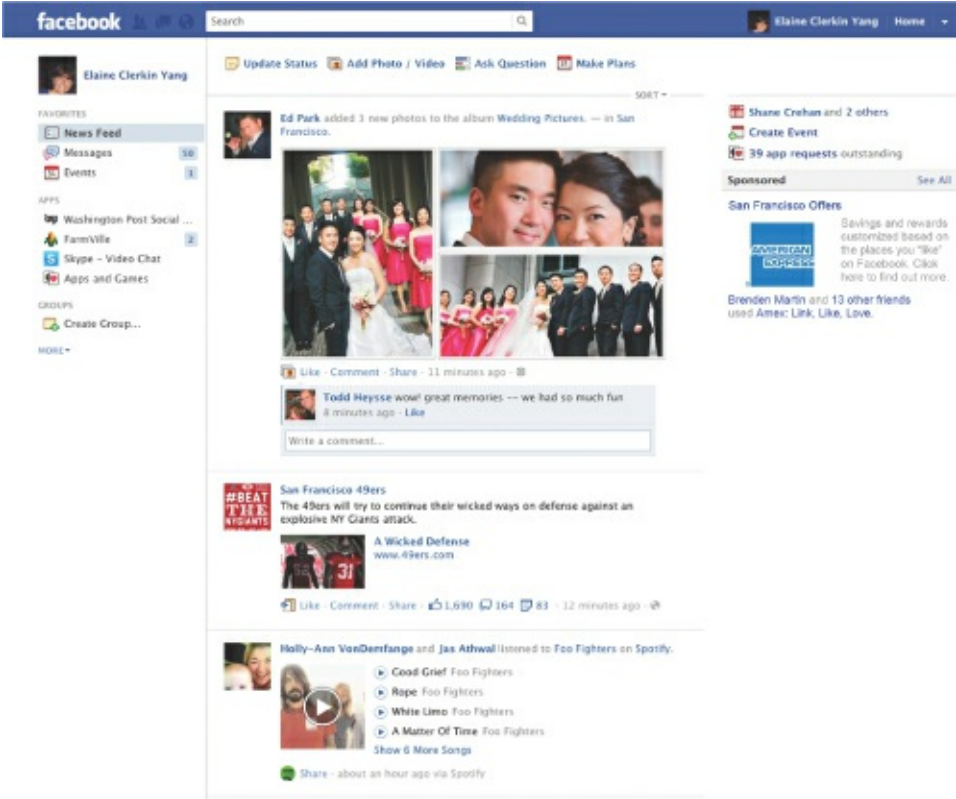 facebook
Search
Elaine Clerkin Yang
Home
Elaine Clerkin Yang
FAVORITES
News Feed
Messages 50
Events 1
APPS
Washington Post Social ...
FarmVille 2
Skype - Video Chat
Apps and Games
GROUPS
Create Group...
MORE
Update Status Add Photo / Video Ask Question Make Plans
SORT
Ed Park added 3 new photos to the album Wedding Pictures. — in San
Francisco.
Like · Comment · Share · 11 minutes ago ·
Todd Heysse wow! great memories -- we had so much fun
8 minutes ago · Like
Write a comment...
#BEAT
THE
NYGIANTS
San Francisco 49ers
The 49ers will try to continue their wicked ways on defense against an
explosive NY Giants attack.
52
31
A Wicked Defense
www.49ers.com
Like · Comment · Share · 1,690 164 83 · 12 minutes ago ·
Holly-Ann VonDemfange and Jas Athwal listened to Foo Fighters on Spotify.
Good Grief Foo Fighters
Rope Foo Fighters
White Limo Foo Fighters
A Matter Of Time Foo Fighters
Show 6 More Songs
Share · about an hour ago via Spotify
Shane Crehan and 2 others
Create Event
39 app requests outstanding
Sponsored See All
San Francisco Offers
AMERICAN
EXPRESS
Savings and rewards
customized based on
the places you "like"
on Facebook. Click
here to find out more.
Brenden Martin and 13 other friends
used Amex: Link, Like, Love.